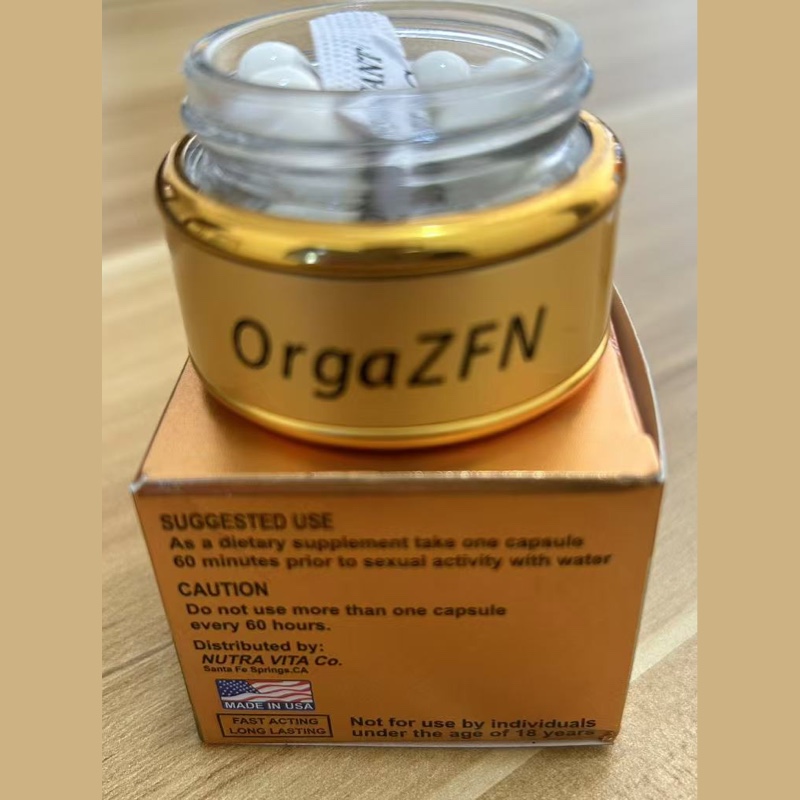 OrgaZFN
SUGGESTED USE
As a dietary supplement take one capsule
60 minutes prior to sexual activity with water
CAUTION
Do not use more than one capsule
every 60 hours.
Distributed by:
NUTRA VITA Co.
Santa Fe Springs.CA
MADE IN USA
FAST ACTING
LONG LASTING
Not for use by individuals
under the age of 18 years